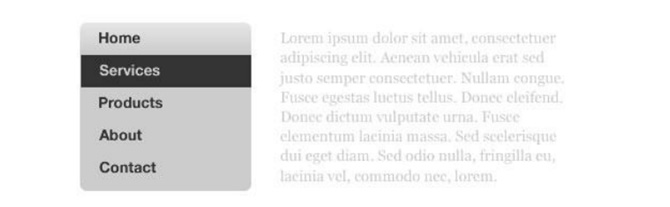 Home
Services
Products
About
Contact
Lorem ipsum dolor sit amet, consectetuer
adipiscing elit. Aenean vehicula erat sed
justo semper consectetuer. Nullam congue.
Fusce egestas luctus tellus. Donec eleifend.
Donec dictum vulputate urna. Fusce
elementum lacinia massa. Sed scelerisque
dui eget diam. Sed odio nulla, fringilla eu,
lacinia vel, commodo nec, lorem.